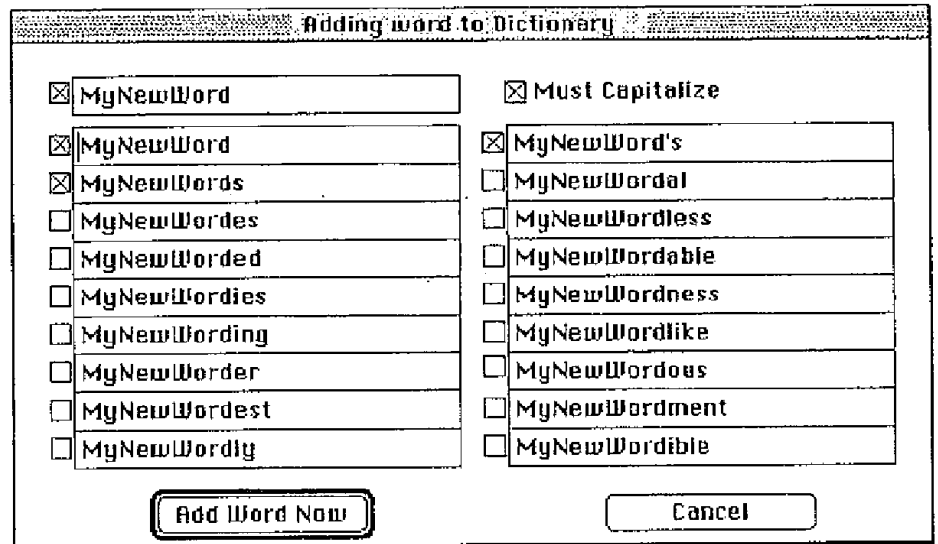 Adding word to Dictionary
MyNewWord
Must Capitalize
MyNewWord
MyNewWords
MyNewWordes
MyNewWorded
MyNewWordies
MyNewWording
MyNewWorder
MyNewWordest
MyNewWordly
MyNewWord's
MyNewWordal
MyNewWordless
MyNewWordable
MyNewWordness
MyNewWordlike
MyNewWordous
MyNewWordment
MyNewWordible
Add Word Now
Cancel